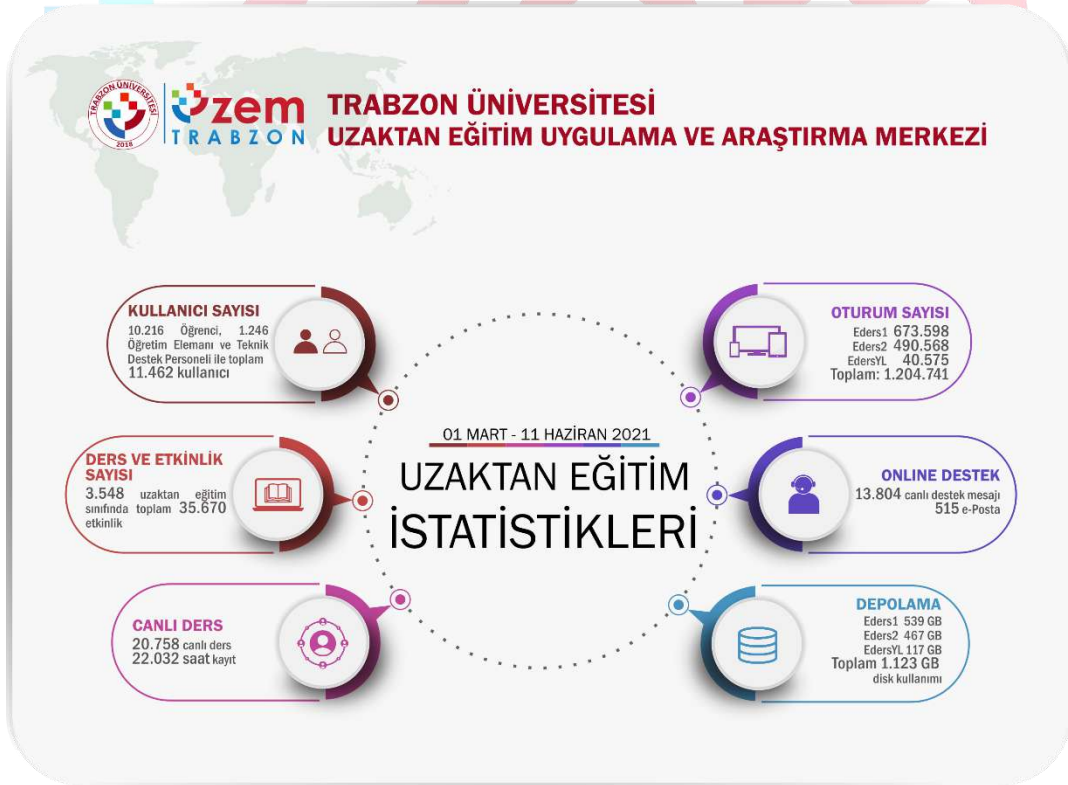 TRABZON ÜNİVERSİTESİ
2018
üzem
TRABZON
TRABZON ÜNİVERSİTESİ
UZAKTAN EĞİTİM UYGULAMA VE ARAŞTIRMA MERKEZİ
KULLANICI SAYISI
10.216 Öğrenci, 1.246
Öğretim Elemanı ve Teknik
Destek Personeli ile toplam
11.462 kullanıcı
DERS VE ETKİNLİK
SAYISI
3.548 uzaktan eğitim
sınıfında toplam 35.670
etkinlik
CANLI DERS
20.758 canlı ders
22.032 saat kayıt
01 MART - 11 HAZİRAN 2021
UZAKTAN EĞİTİM
İSTATİSTİKLERİ
OTURUM SAYISI
Eders1 673.598
Eders2 490.568
EdersYL 40.575
Toplam: 1.204.741
ONLINE DESTEK
13.804 canlı destek mesajı
515 e-Posta
DEPOLAMA
Eders1 539 GB
Eders2 467 GB
EdersYL 117 GB
Toplam 1.123 GB
disk kullanımı